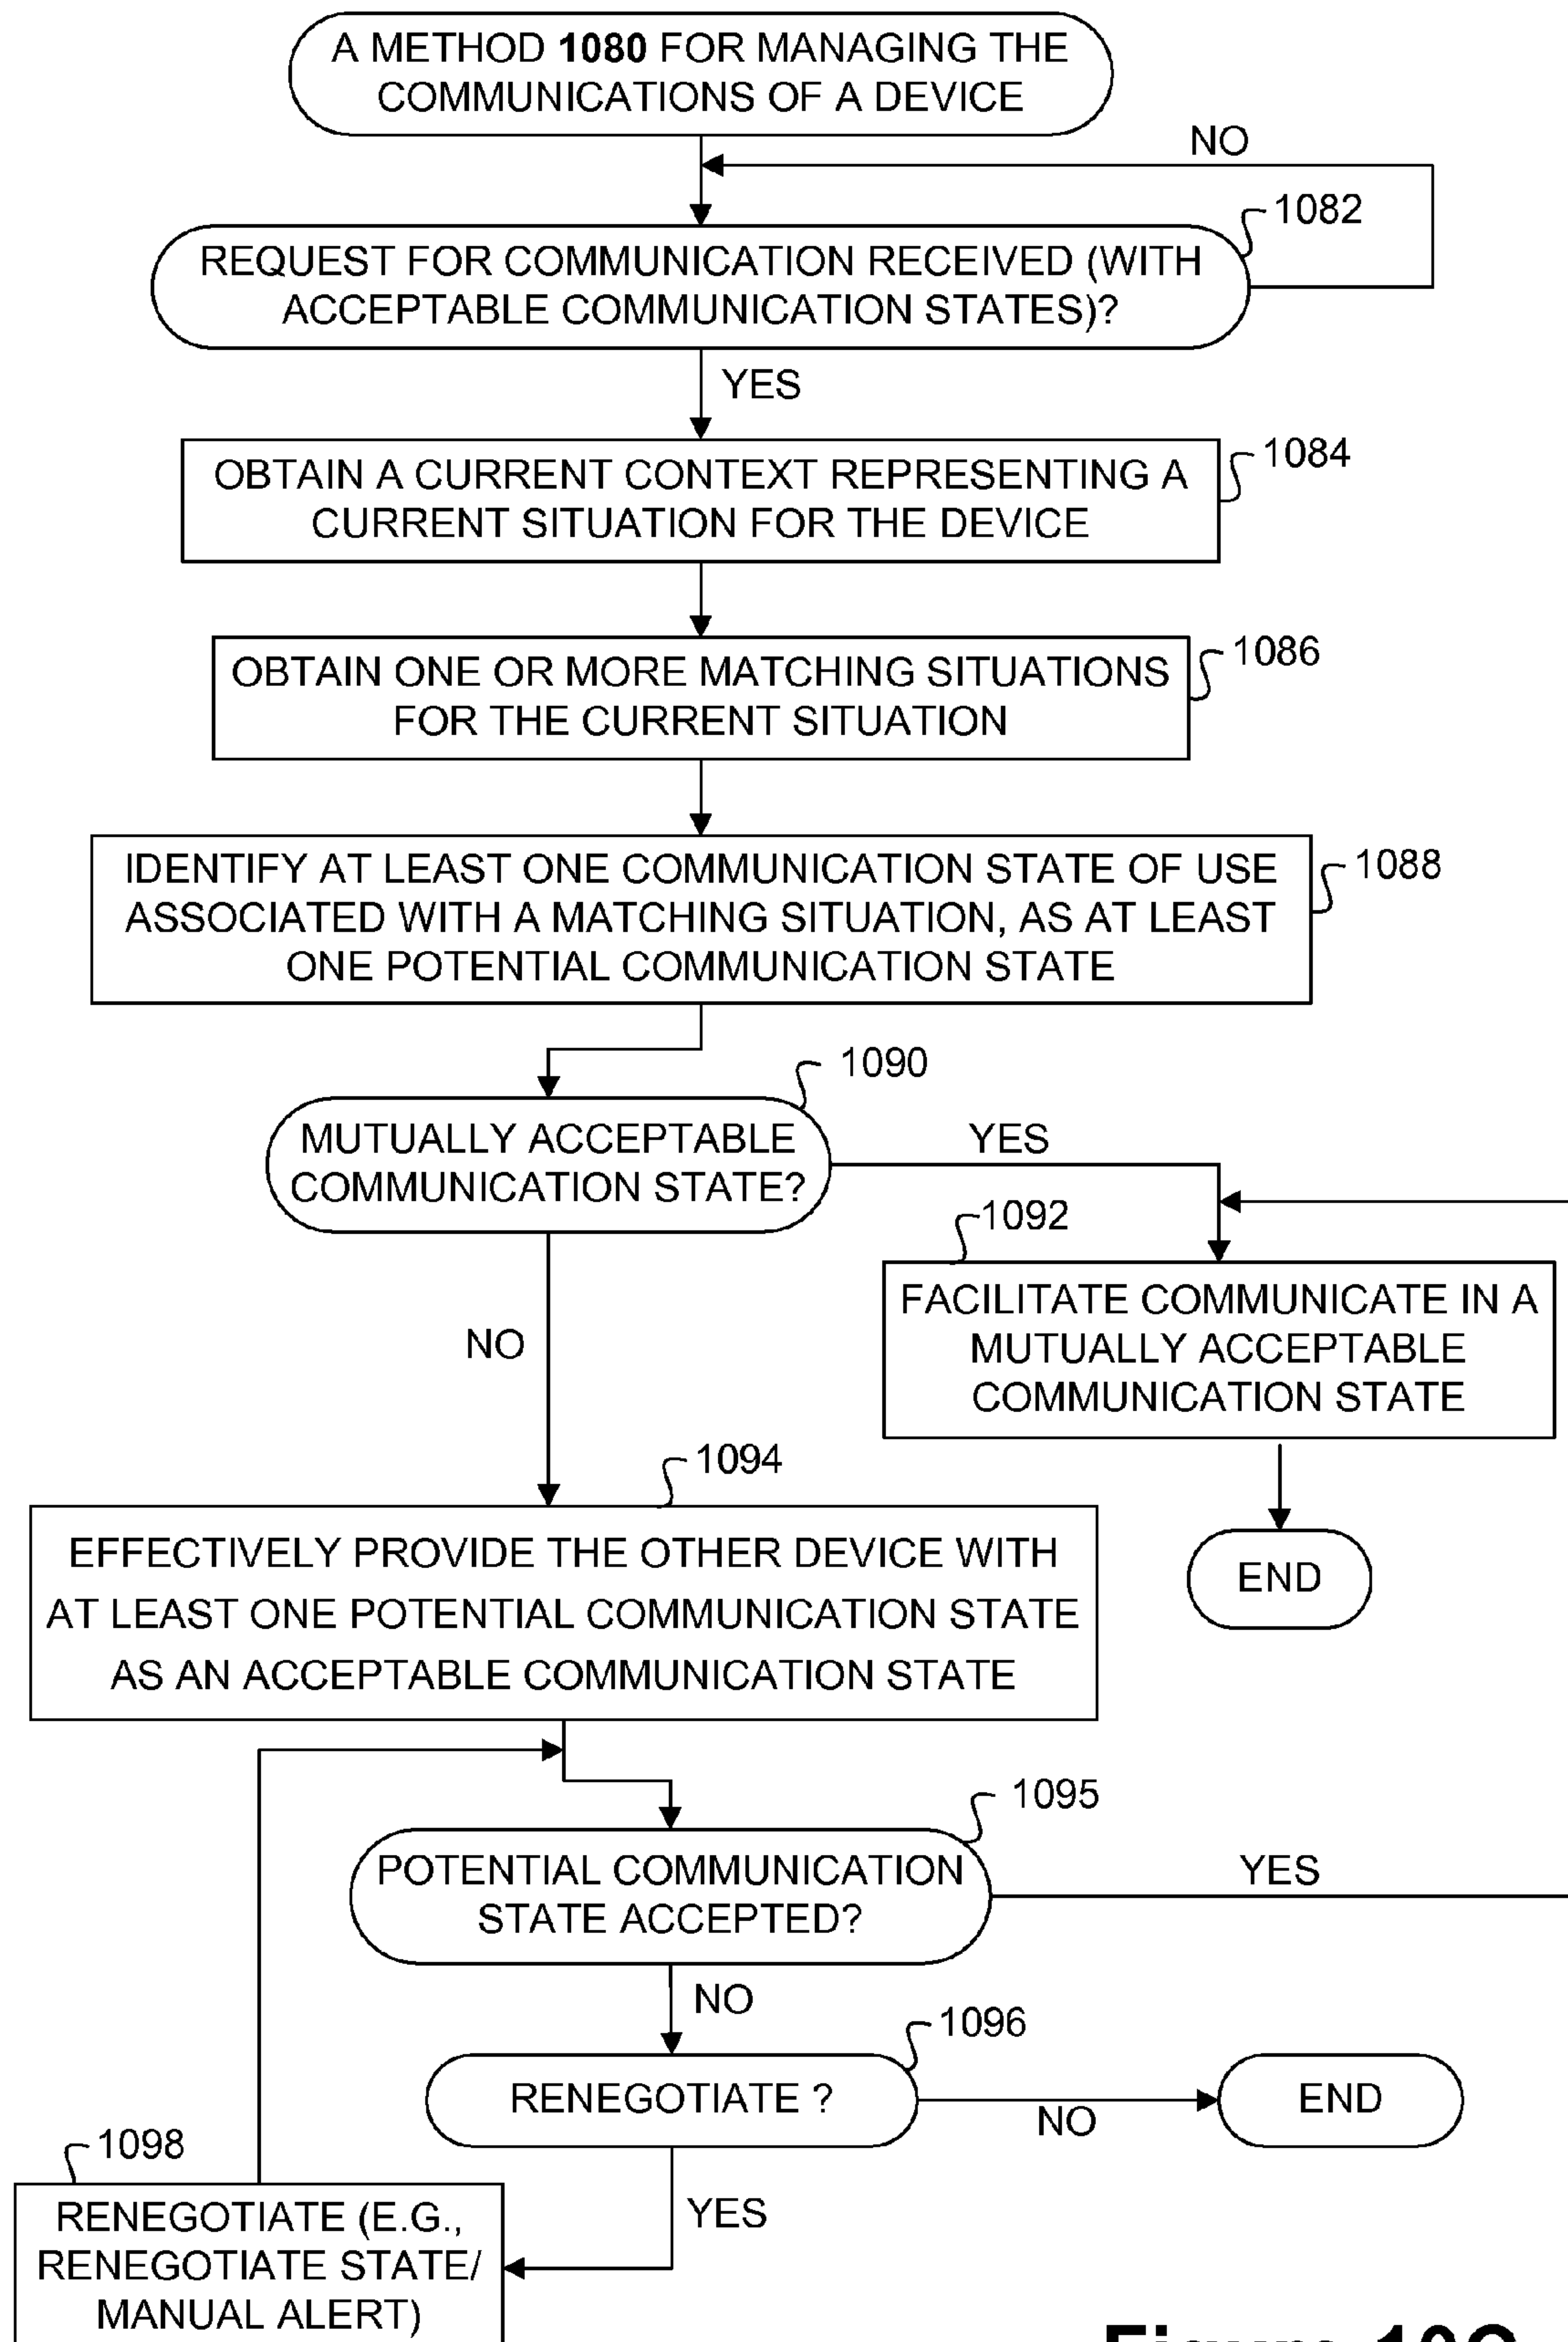 A METHOD 1080 FOR MANAGING THE
COMMUNICATIONS OF A DEVICE
NO
1082
REQUEST FOR COMMUNICATION RECEIVED (WITH
ACCEPTABLE COMMUNICATION STATES)?
YES
1084
OBTAIN A CURRENT CONTEXT REPRESENTING A
CURRENT SITUATION FOR THE DEVICE
1086
OBTAIN ONE OR MORE MATCHING SITUATIONS
FOR THE CURRENT SITUATION
1088
IDENTIFY AT LEAST ONE COMMUNICATION STATE OF USE
ASSOCIATED WITH A MATCHING SITUATION, AS AT LEAST
ONE POTENTIAL COMMUNICATION STATE
1090
MUTUALLY ACCEPTABLE
COMMUNICATION STATE?
YES
1092
FACILITATE COMMUNICATE IN A
MUTUALLY ACCEPTABLE
COMMUNICATION STATE
NO
END
1094
EFFECTIVELY PROVIDE THE OTHER DEVICE WITH
AT LEAST ONE POTENTIAL COMMUNICATION STATE
AS AN ACCEPTABLE COMMUNICATION STATE
1095
POTENTIAL COMMUNICATION
STATE ACCEPTED?
YES
NO
1096
RENEGOTIATE ?
NO
END
1098
YES
RENEGOTIATE (E.G.,
RENEGOTIATE STATE/
MANUAL ALERT)